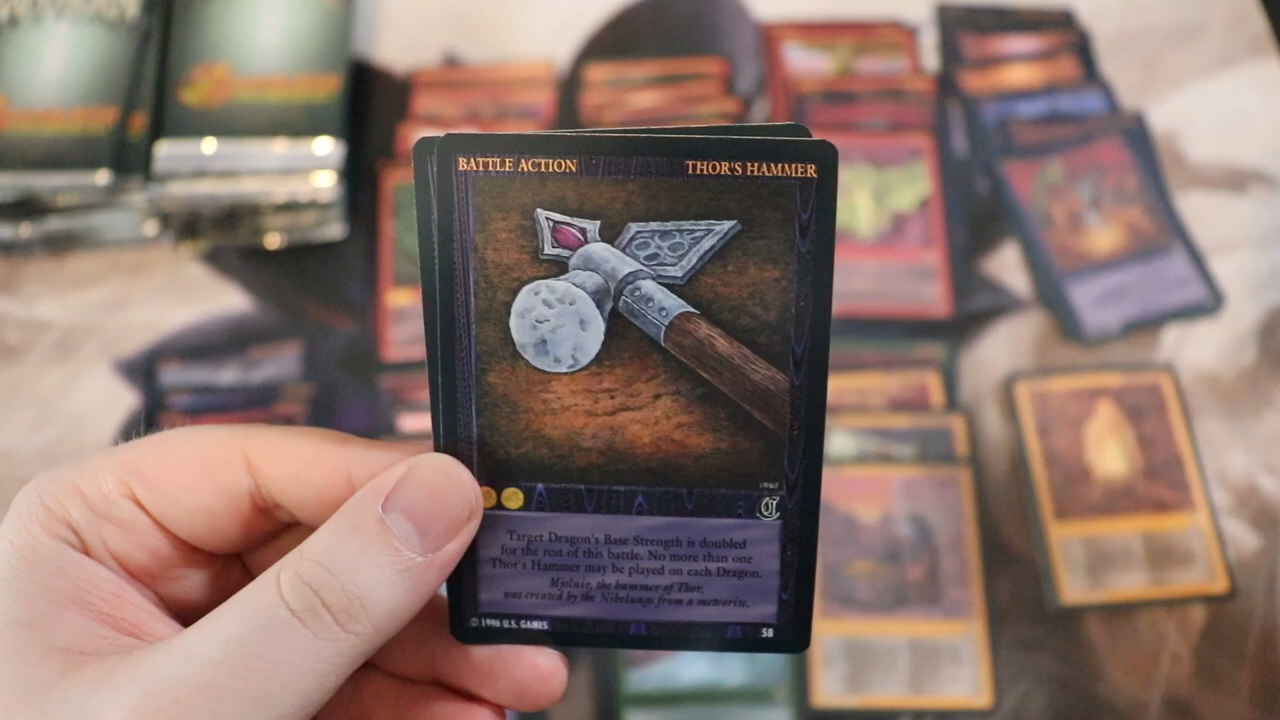 BATTLE ACTION
THOR'S HAMMER
Target Dragon's Base Strength is doubled
for the rest of this battle. No more than one
Thor's Hammer may be played on each Dragon.
Mjolnir, the hammer of Thor,
was created by the Nibelungs from a meteorite.
© 1996 U.S. GAMES
58